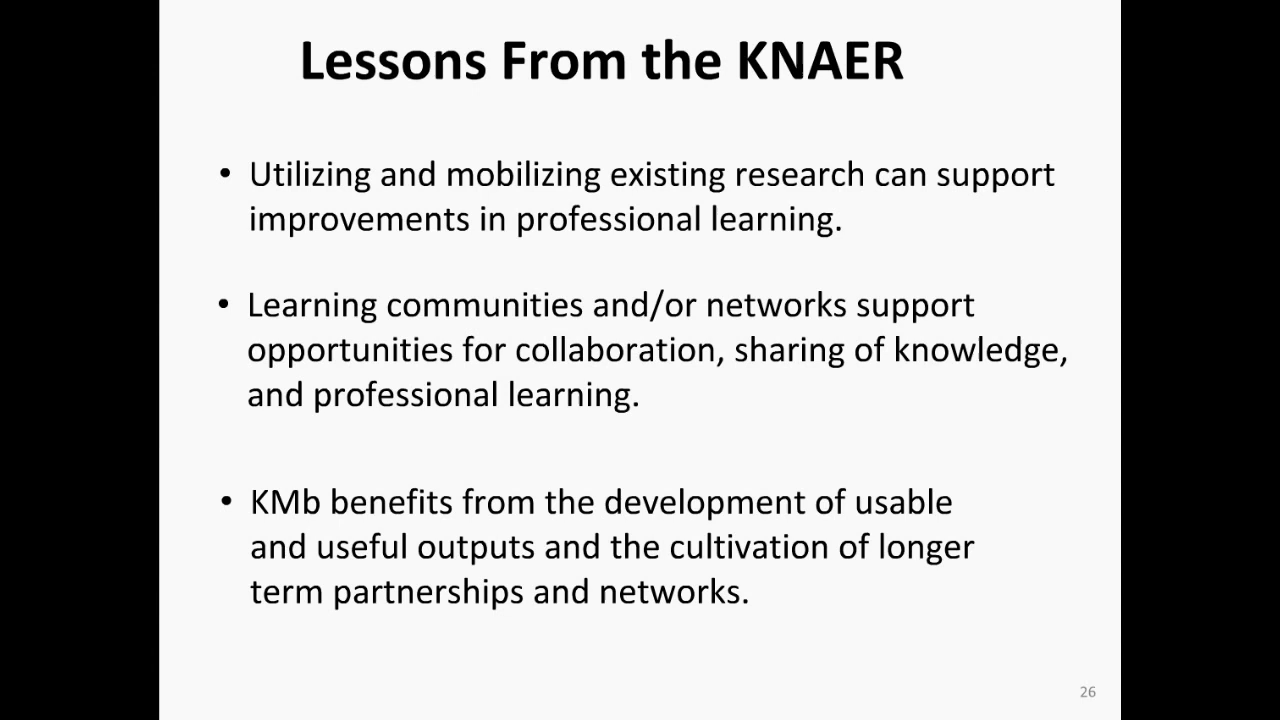 Lessons From the KNAER
• Utilizing and mobilizing existing research can support
improvements in professional learning.
• Learning communities and/or networks support
opportunities for collaboration, sharing of knowledge,
and professional learning.
• KMb benefits from the development of usable
and useful outputs and the cultivation of longer
term partnerships and networks.
26